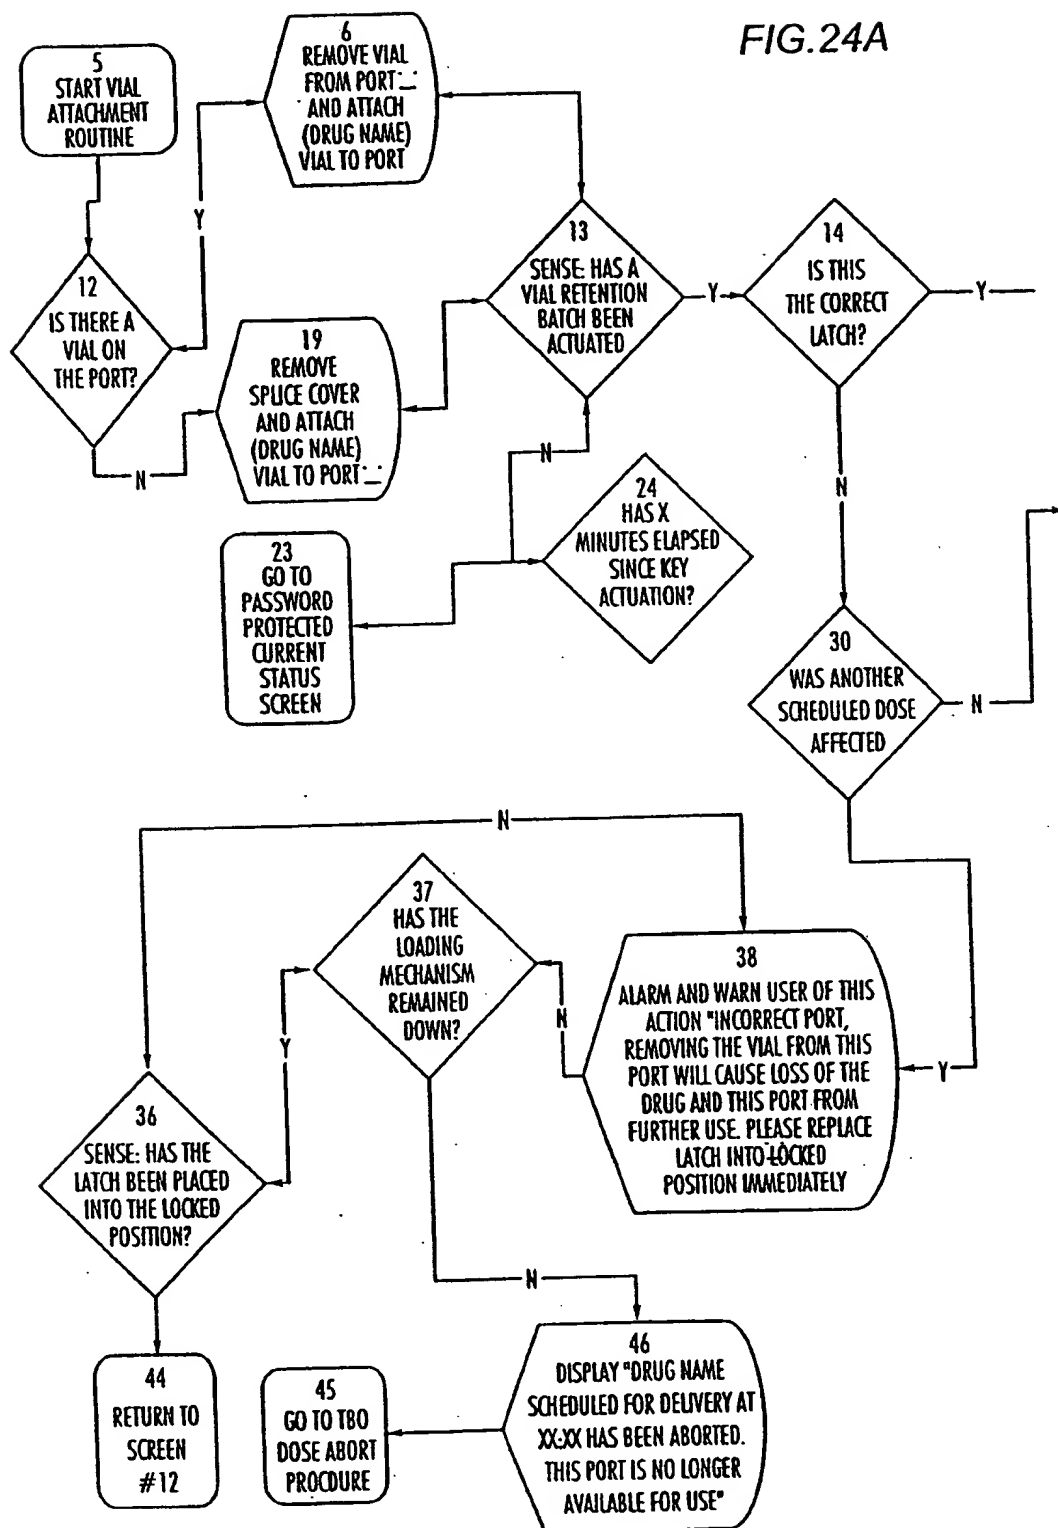 FIG.24A
5
START VIAL
ATTACHMENT
ROUTINE
6
REMOVE VIAL
FROM PORT:_:
AND ATTACH
(DRUG NAME)
VIAL TO PORT
Y
12
IS THERE A
VIAL ON
THE PORT?
N
19
REMOVE
SPLICE COVER
AND ATTACH
(DRUG NAME)
VIAL TO PORT:_:
13
SENSE: HAS A
VIAL RETENTION
BATCH BEEN
ACTUATED
Y
14
IS THIS
THE CORRECT
LATCH?
Y
N
N
24
HAS X
MINUTES ELAPSED
SINCE KEY
ACTUATION?
23
GO TO
PASSWORD
PROTECTED
CURRENT
STATUS
SCREEN
30
WAS ANOTHER
SCHEDULED DOSE
AFFECTED
N
Y
N
37
HAS THE
LOADING
MECHANISM
REMAINED
DOWN?
N
38
ALARM AND WARN USER OF THIS
ACTION "INCORRECT PORT,
REMOVING THE VIAL FROM THIS
PORT WILL CAUSE LOSS OF THE
DRUG AND THIS PORT FROM
FURTHER USE. PLEASE REPLACE
LATCH INTO LOCKED
POSITION IMMEDIATELY
Y
36
SENSE: HAS THE
LATCH BEEN PLACED
INTO THE LOCKED
POSITION?
N
44
RETURN TO
SCREEN
#12
45
GO TO TBO
DOSE ABORT
PROCDURE
46
DISPLAY "DRUG NAME
SCHEDULED FOR DELIVERY AT
XX:XX HAS BEEN ABORTED.
THIS PORT IS NO LONGER
AVAILABLE FOR USE"